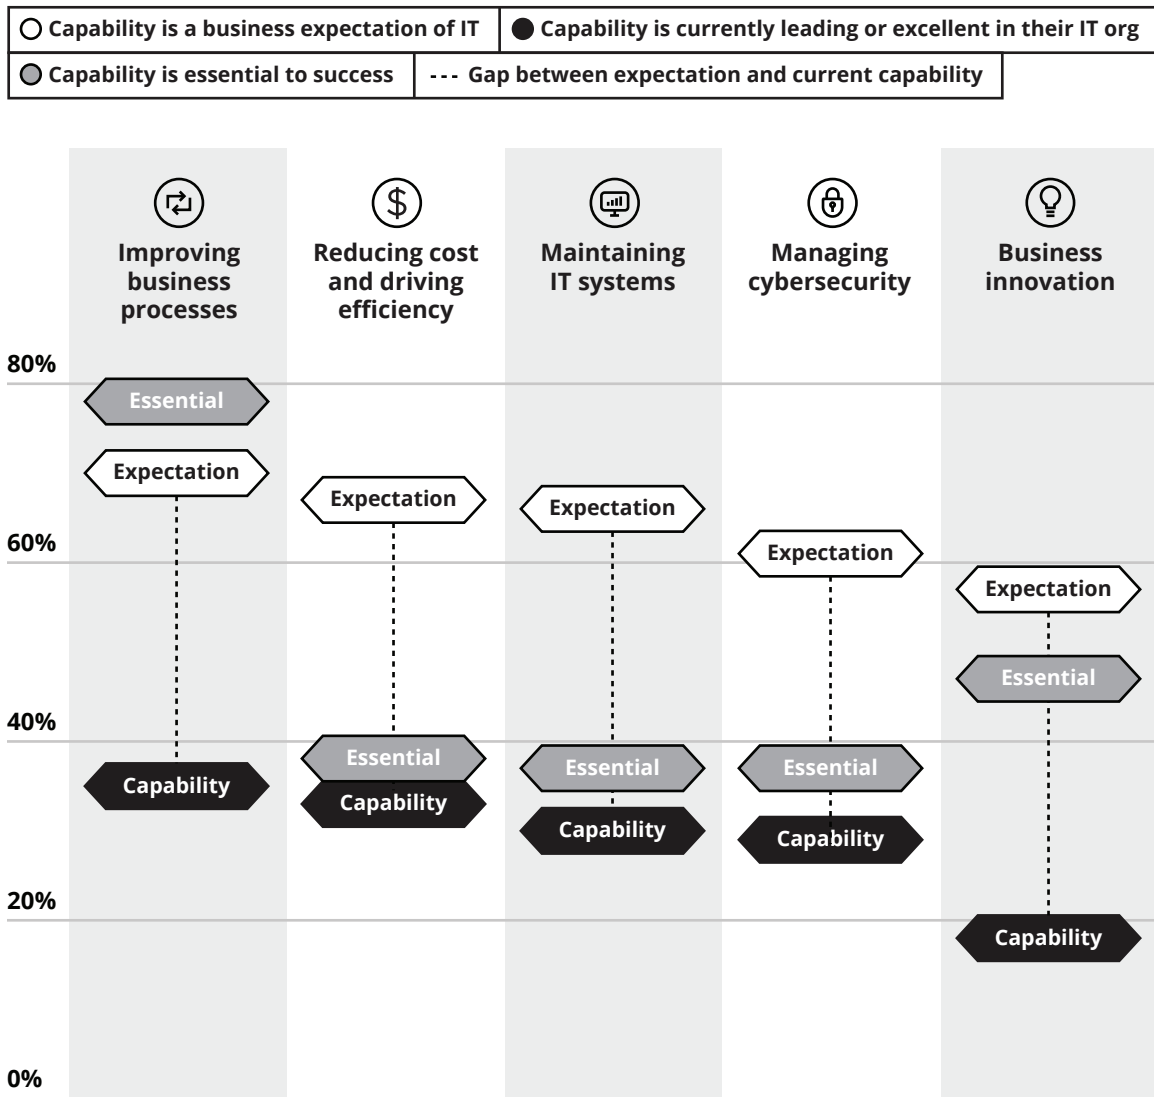 Capability is a business expectation of IT
Capability is currently leading or excellent in their IT org
Capability is essential to success
--- Gap between expectation and current capability
Improving
business
processes
Reducing cost
and driving
efficiency
Maintaining
IT systems
Managing
cybersecurity
Business
innovation
80%
Essential
Expectation
Expectation
Expectation
60%
Expectation
Expectation
Essential
40%
Essential
Essential
Essential
Capability
Capability
Capability
Capability
20%
Capability
0%